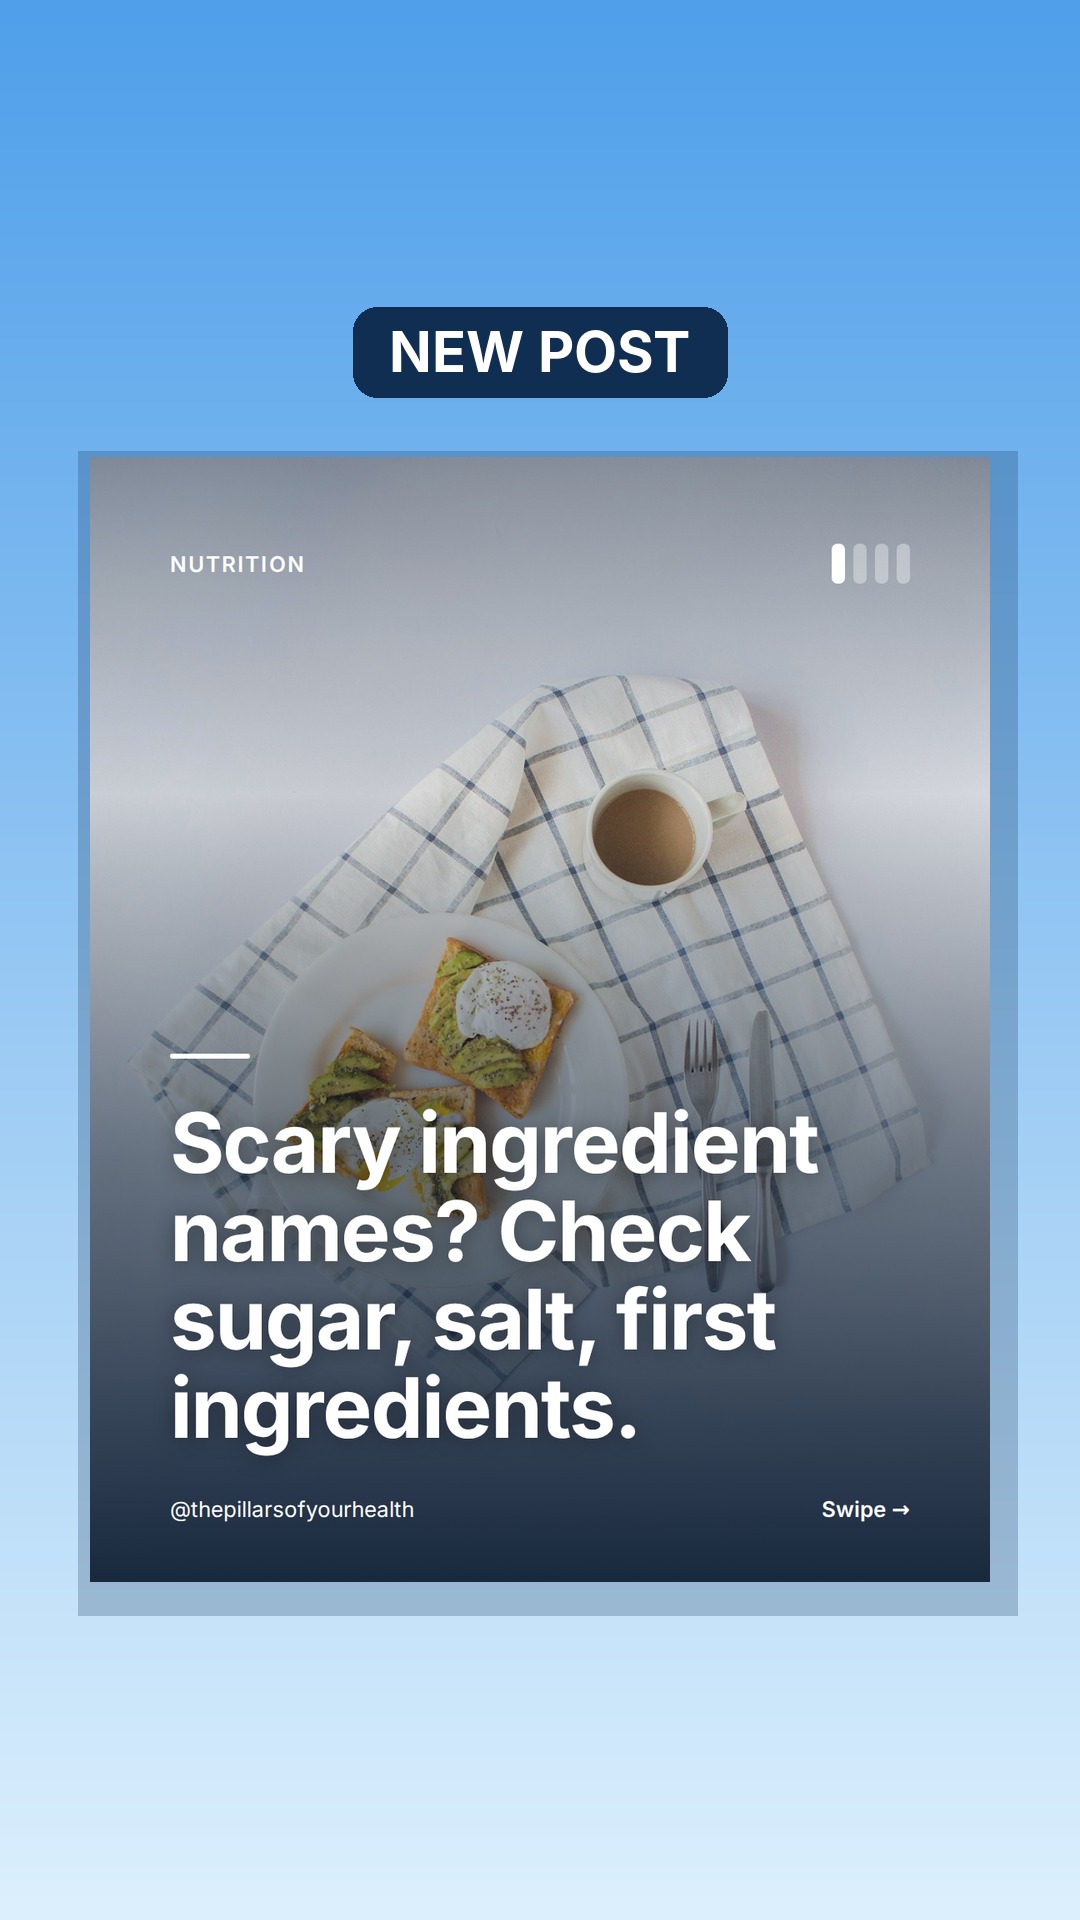 NEW POST
NUTRITION
Scary ingredient
names? Check
sugar, salt, first
ingredients.
@thepillarsofyourhealth
Swipe →